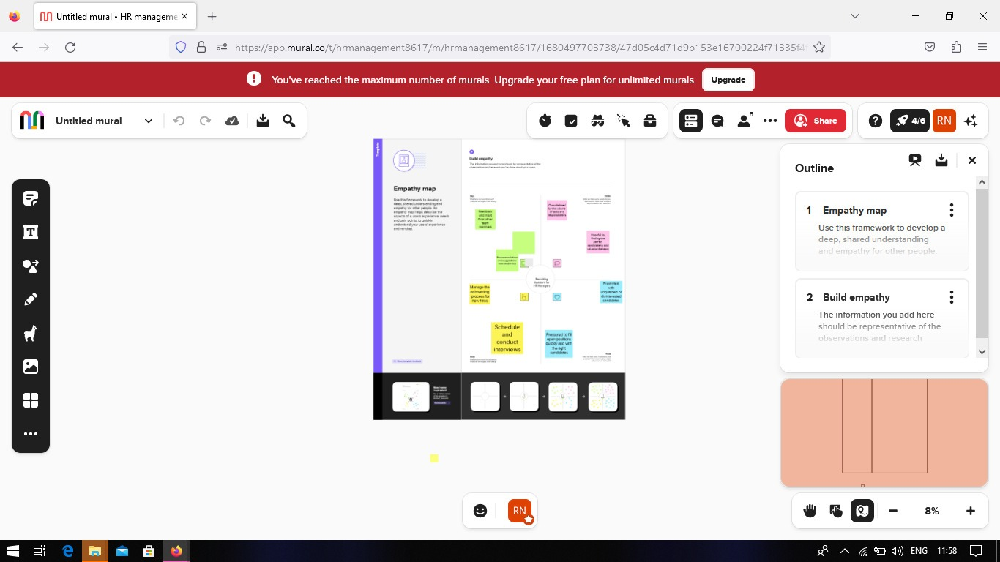 Untitled mural • HR manageme
https://app.mural.co/t/hrmanagement8617/m/hrmanagement8617/1680497703738/47d05c4d71d9b153e16700224f71335f4
You've reached the maximum number of murals. Upgrade your free plan for unlimited murals.
Upgrade
Untitled mural
5
Share
4/6
RN
Template
Empathy map
Use this framework to develop a
deep, shared understanding and
empathy for other people. An
empathy map helps describe the
aspects of a user's experience, needs
and pain points, to quickly
understand your users' experience
and mindset.
Build empathy
The information you add here should be representative of the
observations and research you've done about your users.
Feedback
and input
from other
team
members
Overwhelmed
by the volume
of tasks and
responsibilities
Hopeful for
finding the
perfect
candidate to add
value to the team
Recommendations
and suggestions
from leadership
Recruiting
Assistant for
HR Managers
Manage the
onboarding
process for
new hires
Frustrated
with
unqualified or
disinterested
candidates
Schedule
and
conduct
interviews
Pressured to fill
open positions
quickly and with
the right
candidates
Outline
1 Empathy map
Use this framework to develop a
deep, shared understanding
and empathy for other people.
2 Build empathy
The information you add here
should be representative of the
observations and research
RN
8%
ENG
11:58